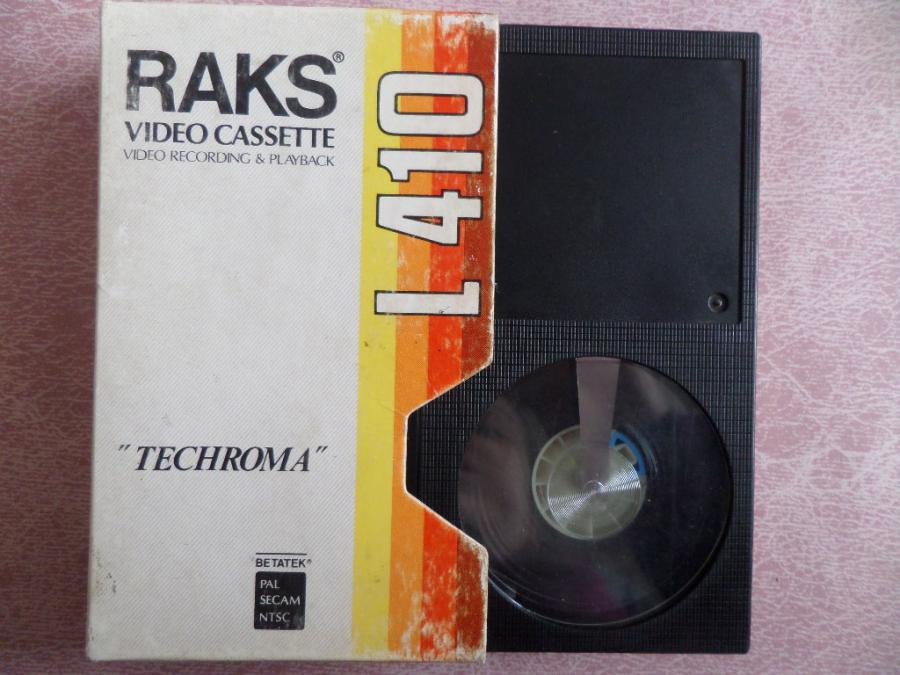 RAKS®
VIDEO CASSETTE
VIDEO RECORDING & PLAYBACK
L 410
"TECHROMA"
BETATEK®
PAL
SECAM
NTSC